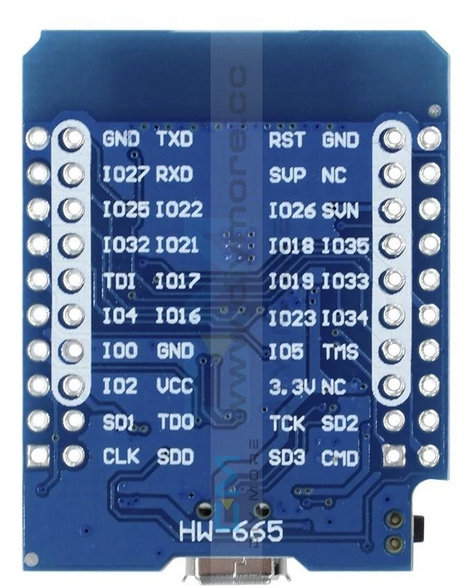 GND TXD RST GND
IO27 RXD SVP NC
IO25 IO22 IO26 SVN
IO32 IO21 IO18 IO35
TDI IO17 IO19 IO33
IO4 IO16 IO23 IO34
IO0 GND IO5 TMS
IO2 VCC 3.3V NC
SD1 TDO TCK SD2
CLK SDD SD3 CMD
HW-665
MORE